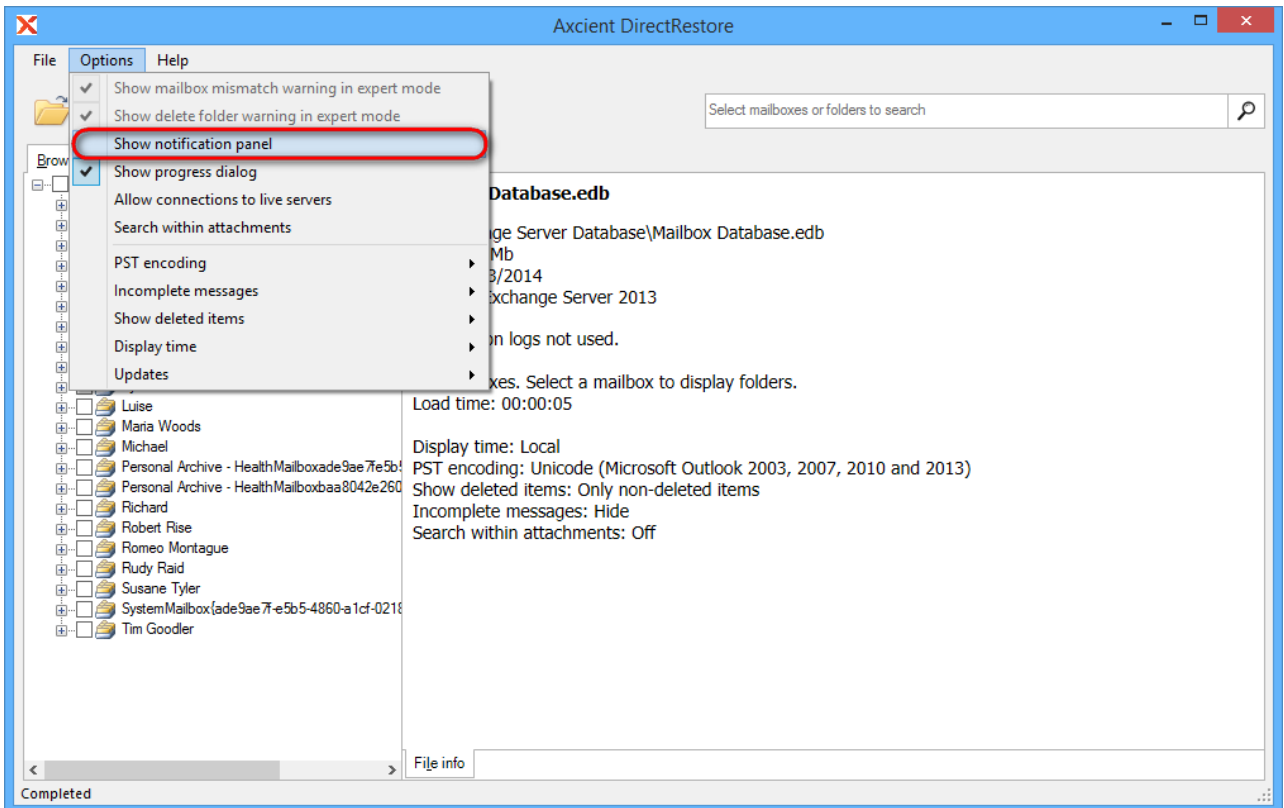 Axcient DirectRestore
File Options Help
Show mailbox mismatch warning in expert mode
Show delete folder warning in expert mode
Show notification panel
Show progress dialog
Allow connections to live servers
Search within attachments
PST encoding
Incomplete messages
Show deleted items
Display time
Updates
Select mailboxes or folders to search
Brow
Luise
Maria Woods
Michael
Personal Archive - HealthMailboxade9ae7fe5b5
Personal Archive - HealthMailboxbaa8042e260
Richard
Robert Rise
Romeo Montague
Rudy Raid
Susane Tyler
SystemMailbox{ade9ae7f-e5b5-4860-a1cf-0218
Tim Goodler
Database.edb
ge Server Database\Mailbox Database.edb
Mb
3/2014
Exchange Server 2013
on logs not used.
xes. Select a mailbox to display folders.
Load time: 00:00:05
Display time: Local
PST encoding: Unicode (Microsoft Outlook 2003, 2007, 2010 and 2013)
Show deleted items: Only non-deleted items
Incomplete messages: Hide
Search within attachments: Off
File info
Completed